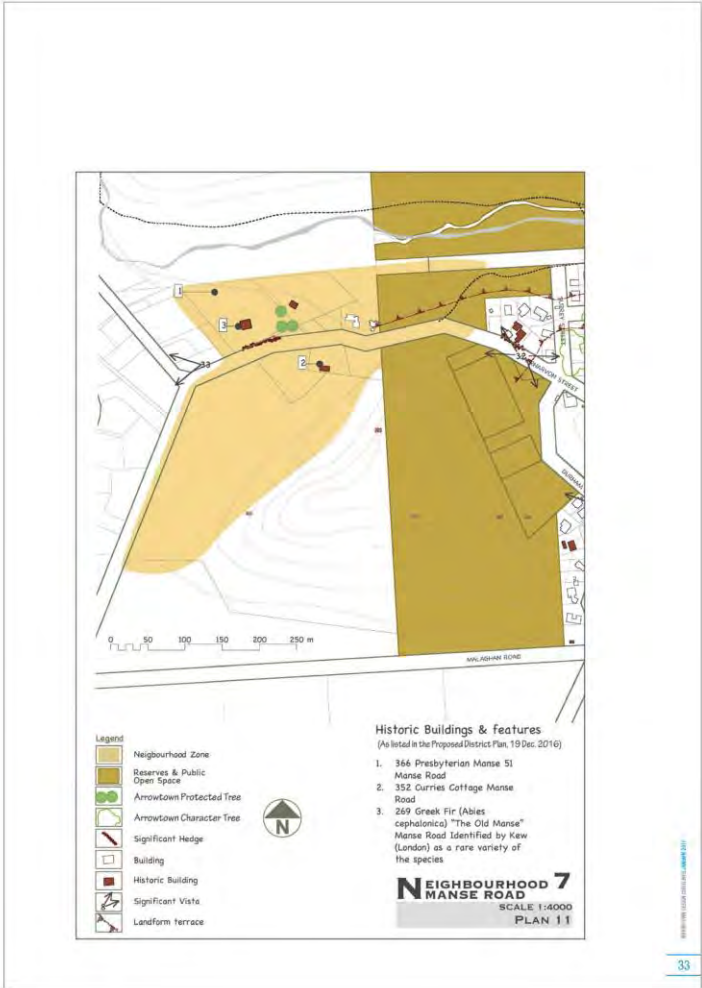 1
3
2
33
32
6
SURREY STREET
MALAGHAN ROAD
0 50 100 150 200 250 m
Legend
Neigbourhood Zone
Reserves & Public
Open Space
Arrowtown Protected Tree
Arrowtown Character Tree
Significant Hedge
Building
Historic Building
Significant Vista
Landform terrace
N
Historic Buildings & features
(As listed in the Proposed District Plan, 19 Dec. 2016)
1. 366 Presbyterian Manse 51
Manse Road
2. 352 Curries Cottage Manse
Road
3. 269 Greek Fir (Abies
cephalonica) "The Old Manse"
Manse Road Identified by Kew
(London) as a rare variety of
the species
NEIGHBOURHOOD 7
MANSE ROAD
SCALE 1:4000
PLAN 11
33